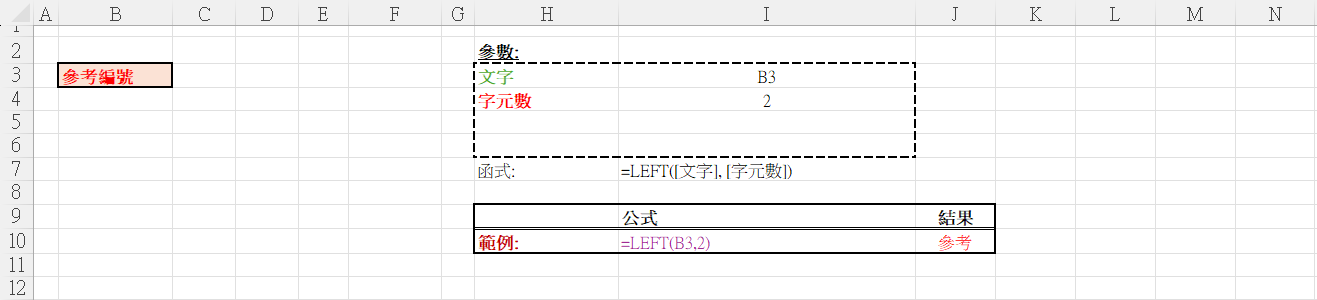 A B C D E F G H I J K L M N
1
2 參數:
3 參考編號 文字 B3
4 字元數 2
5
6
7 函式: =LEFT([文字], [字元數])
8
9 公式 結果
10 範例: =LEFT(B3,2) 參考
11
12